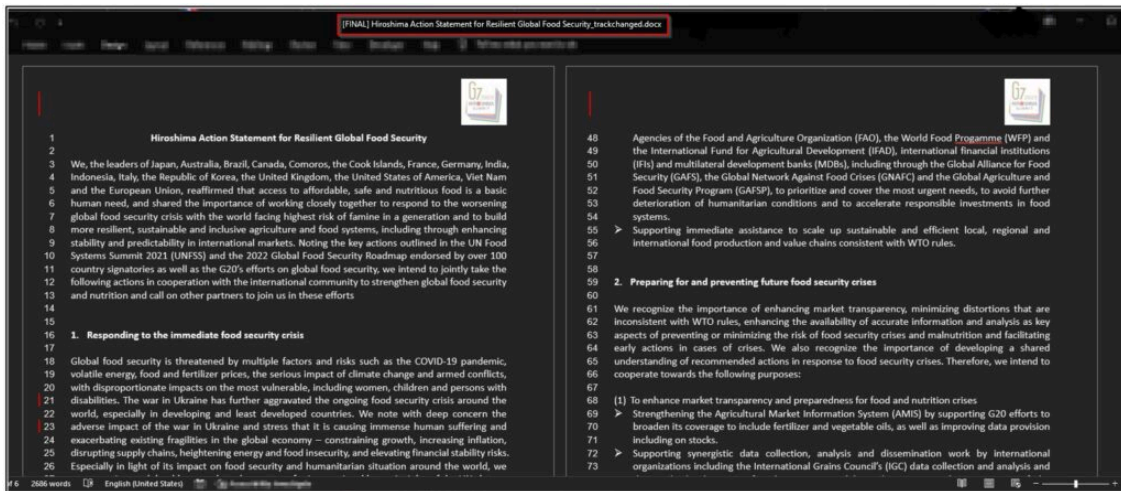 [FINAL] Hiroshima Action Statement for Resilient Global Food Security_trackchanged.docx
G7
1 Hiroshima Action Statement for Resilient Global Food Security
2
3 We, the leaders of Japan, Australia, Brazil, Canada, Comoros, the Cook Islands, France, Germany, India,
4 Indonesia, Italy, the Republic of Korea, the United Kingdom, the United States of America, Viet Nam
5 and the European Union, reaffirmed that access to affordable, safe and nutritious food is a basic
6 human need, and shared the importance of working closely together to respond to the worsening
7 global food security crisis with the world facing highest risk of famine in a generation and to build
8 more resilient, sustainable and inclusive agriculture and food systems, including through enhancing
9 stability and predictability in international markets. Noting the key actions outlined in the UN Food
10 Systems Summit 2021 (UNFSS) and the 2022 Global Food Security Roadmap endorsed by over 100
11 country signatories as well as the G20's efforts on global food security, we intend to jointly take the
12 following actions in cooperation with the international community to strengthen global food security
13 and nutrition and call on other partners to join us in these efforts
14
15
16 1. Responding to the immediate food security crisis
17
18 Global food security is threatened by multiple factors and risks such as the COVID-19 pandemic,
19 volatile energy, food and fertilizer prices, the serious impact of climate change and armed conflicts,
20 with disproportionate impacts on the most vulnerable, including women, children and persons with
21 disabilities. The war in Ukraine has further aggravated the ongoing food security crisis around the
22 world, especially in developing and least developed countries. We note with deep concern the
23 adverse impact of the war in Ukraine and stress that it is causing immense human suffering and
24 exacerbating existing fragilities in the global economy – constraining growth, increasing inflation,
25 disrupting supply chains, heightening energy and food insecurity, and elevating financial stability risks.
26 Especially in light of its impact on food security and humanitarian situation around the world, we
G7
48 Agencies of the Food and Agriculture Organization (FAO), the World Food Progamme (WFP) and
49 the International Fund for Agricultural Development (IFAD), international financial institutions
50 (IFIs) and multilateral development banks (MDBs), including through the Global Alliance for Food
51 Security (GAFS), the Global Network Against Food Crises (GNAFC) and the Global Agriculture and
52 Food Security Program (GAFSP), to prioritize and cover the most urgent needs, to avoid further
53 deterioration of humanitarian conditions and to accelerate responsible investments in food
54 systems.
55 ➢ Supporting immediate assistance to scale up sustainable and efficient local, regional and
56 international food production and value chains consistent with WTO rules.
57
58
59 2. Preparing for and preventing future food security crises
60
61 We recognize the importance of enhancing market transparency, minimizing distortions that are
62 inconsistent with WTO rules, enhancing the availability of accurate information and analysis as key
63 aspects of preventing or minimizing the risk of food security crises and malnutrition and facilitating
64 early actions in cases of crises. We also recognize the importance of developing a shared
65 understanding of recommended actions in response to food security crises. Therefore, we intend to
66 cooperate towards the following purposes:
67
68 (1) To enhance market transparency and preparedness for food and nutrition crises
69 ➢ Strengthening the Agricultural Market Information System (AMIS) by supporting G20 efforts to
70 broaden its coverage to include fertilizer and vegetable oils, as well as improving data provision
71 including on stocks.
72 ➢ Supporting synergistic data collection, analysis and dissemination work by international
73 organizations including the International Grains Council's (IGC) data collection and analysis and
of 6 2686 words English (United States)